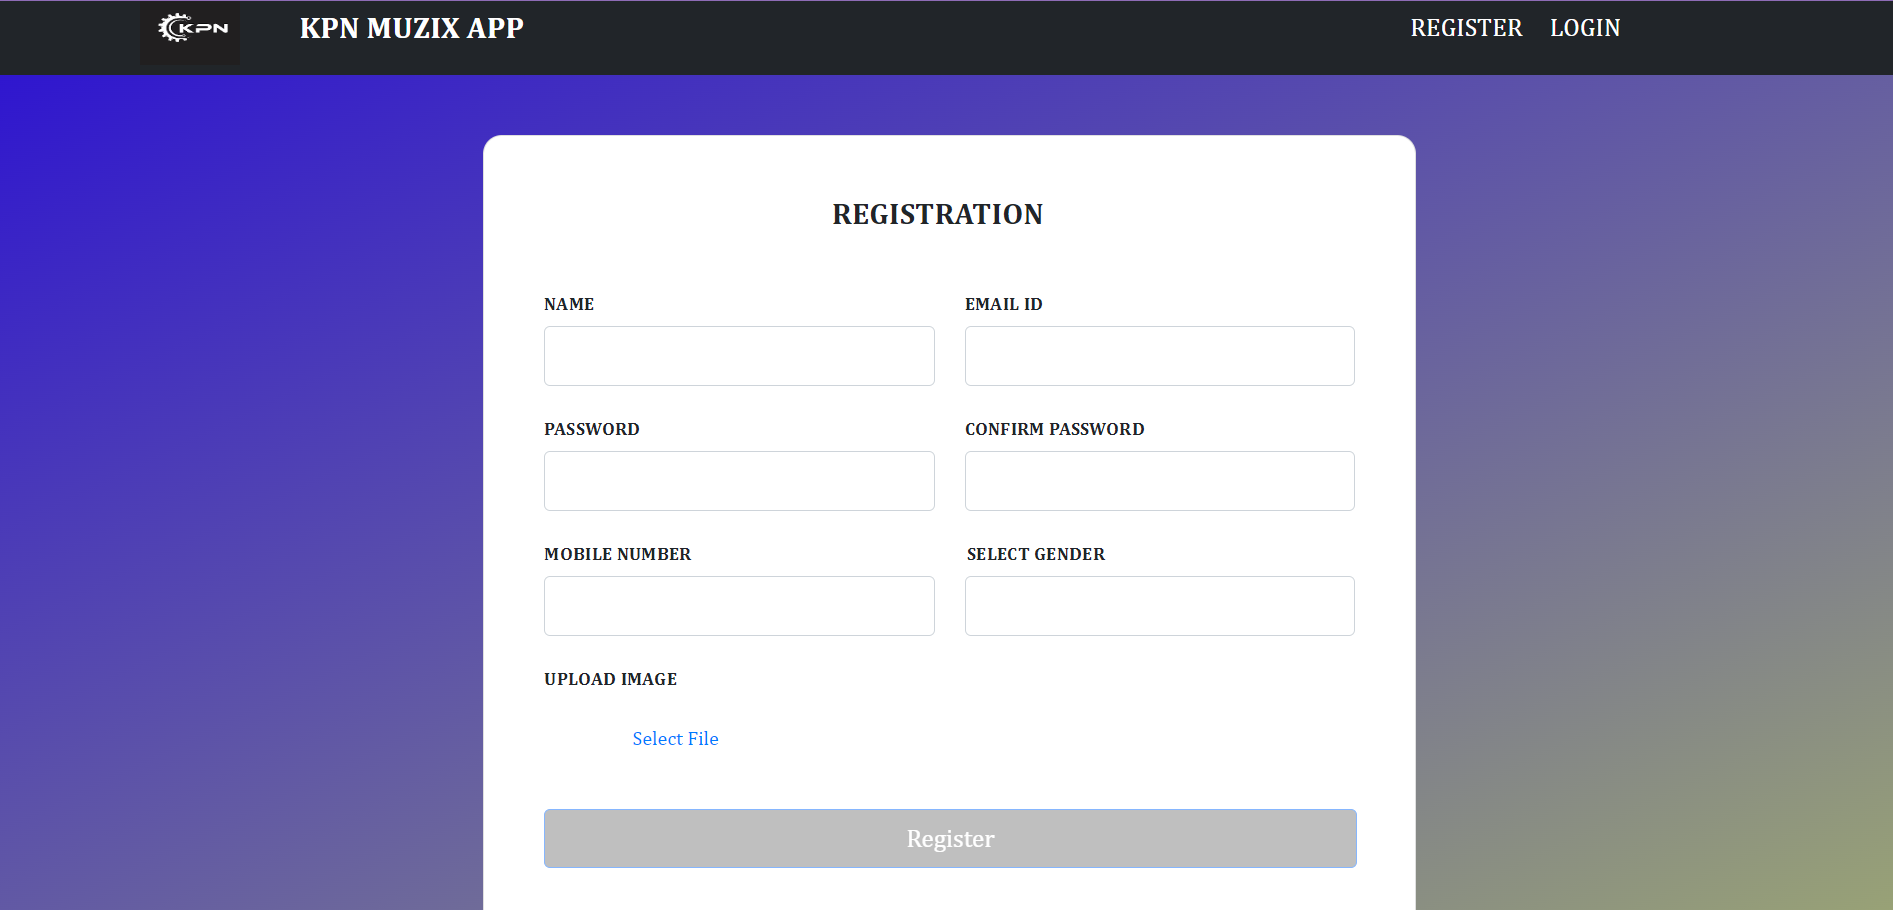 KPN
KPN MUZIX APP
REGISTER LOGIN
REGISTRATION
NAME
EMAIL ID
PASSWORD
CONFIRM PASSWORD
MOBILE NUMBER
SELECT GENDER
UPLOAD IMAGE
Select File
Register